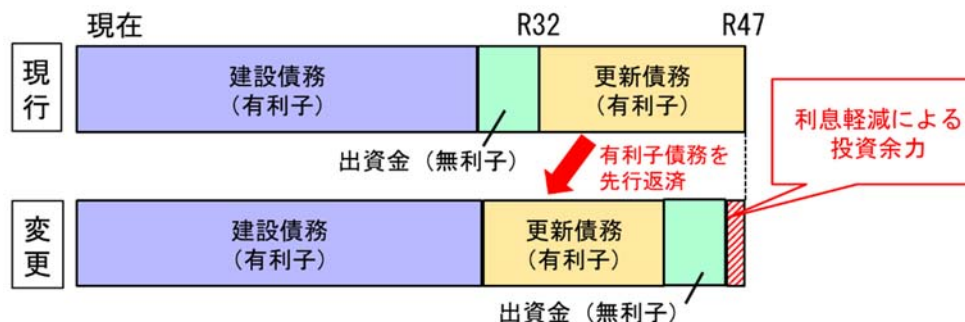 現在
R32
R47
現行
建設債務
(有利子)
更新債務
(有利子)
出資金（無利子）
有利子債務を
先行返済
利息軽減による
投資余力
変更
建設債務
(有利子)
更新債務
(有利子)
出資金（無利子）